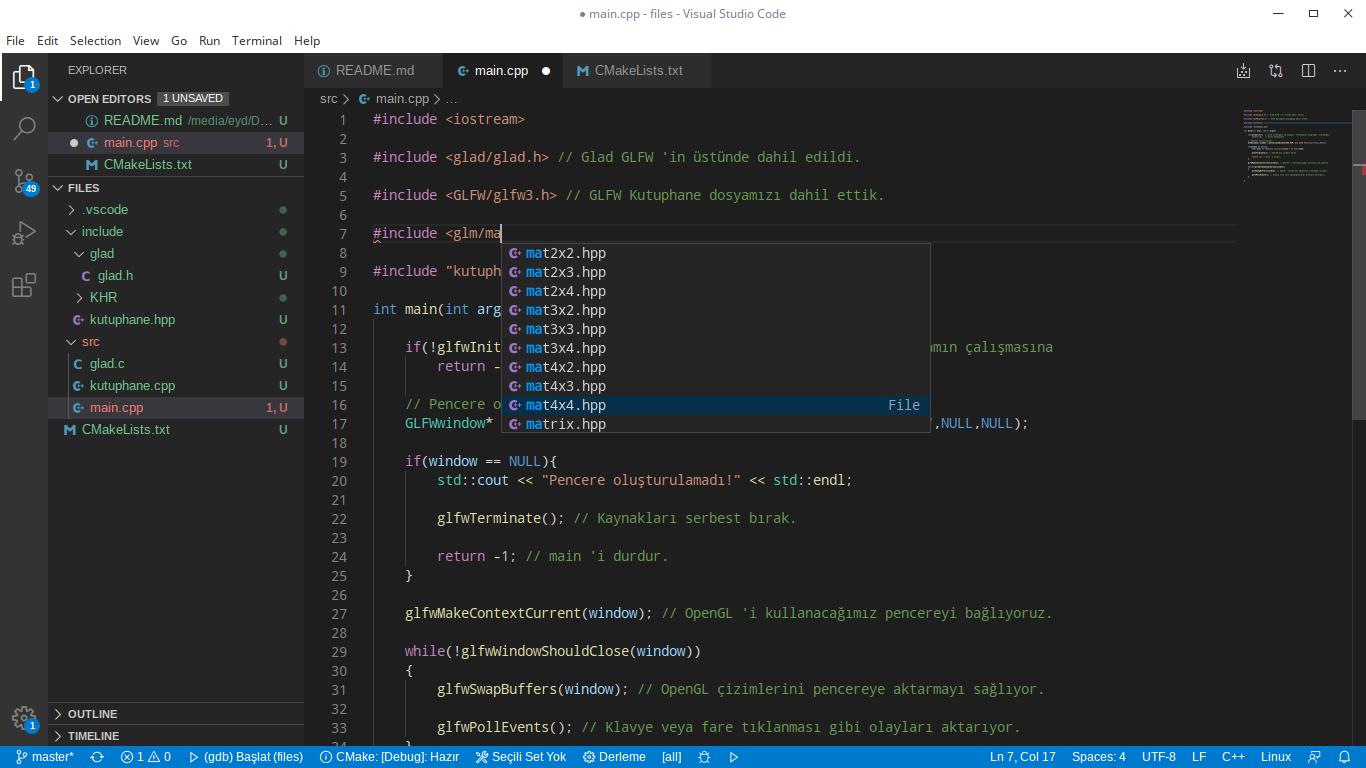 ● main.cpp - files - Visual Studio Code
File Edit Selection View Go Run Terminal Help
EXPLORER
OPEN EDITORS 1 UNSAVED
README.md /media/eyd/D... U
main.cpp src 1, U
CMakeLists.txt U
FILES
.vscode
include
glad
glad.h U
KHR
kutuphane.hpp U
src
glad.c U
kutuphane.cpp U
main.cpp 1, U
CMakeLists.txt U
OUTLINE
TIMELINE
1
49
1
README.md main.cpp CMakeLists.txt
src > main.cpp > ...
1 #include <iostream>
2
3 #include <glad/glad.h> // Glad GLFW 'in üstünde dahil edildi.
4
5 #include <GLFW/glfw3.h> // GLFW Kutuphane dosyamızı dahil ettik.
6
7 #include <glm/ma
8
9 #include "kutuph
10
11 int main(int arg
12
13 if(!glfwInit amın çalışmasına
14 return -
15
16 // Pencere o
17 GLFWwindow* ,NULL,NULL);
18
19 if(window == NULL){
20 std::cout << "Pencere oluşturulamadı!" << std::endl;
21
22 glfwTerminate(); // Kaynakları serbest bırak.
23
24 return -1; // main 'i durdur.
25 }
26
27 glfwMakeContextCurrent(window); // OpenGL 'i kullanacağımız pencereyi bağlıyoruz.
28
29 while(!glfwWindowShouldClose(window))
30 {
31 glfwSwapBuffers(window); // OpenGL çizimlerini pencereye aktarmayı sağlıyor.
32
33 glfwPollEvents(); // Klavye veya fare tıklanması gibi olayları aktarıyor.
34 }
mat2x2.hpp
mat2x3.hpp
mat2x4.hpp
mat3x2.hpp
mat3x3.hpp
mat3x4.hpp
mat4x2.hpp
mat4x3.hpp
mat4x4.hpp File
matrix.hpp
master* 1 0 (gdb) Başlat (files) CMake: [Debug]: Hazır Seçili Set Yok Derleme [all] Ln 7, Col 17 Spaces: 4 UTF-8 LF C++ Linux